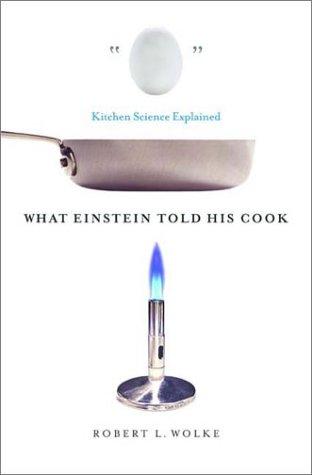 “ ”
Kitchen Science Explained
WHAT EINSTEIN TOLD HIS COOK
ROBERT L. WOLKE